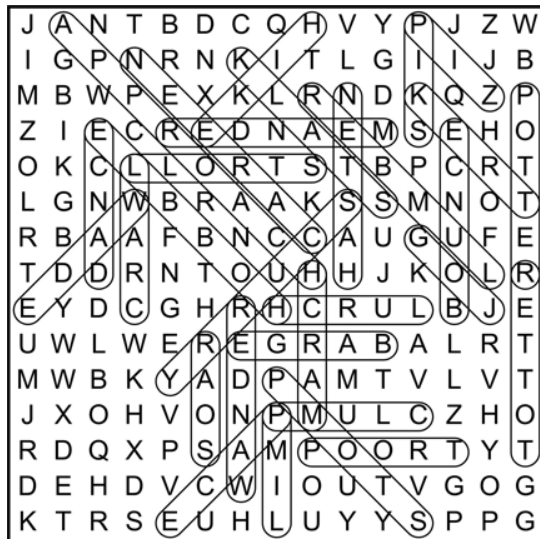 J A N T B D C Q H V Y P J Z W
I G P N R N K I T L G I I J B
M B W P E X K L R N D K Q Z P
Z I E C R E D N A E M S E H O
O K C L L O R T S T B P C R T
L G N W B R A A K S S M N O T
R B A A F B N C C A U G U F E
T D D R N T O U H H J K O L R
E Y D C G H R H C R U L B J E
U W L W E R E G R A B A L R T
M W B K Y A D P A M T V L V T
J X O H V O N P M U L C Z H O
R D Q X P S A M P O O R T Y T
D E H D V C W I O U T V G O G
K T R S E U H L U Y Y S P P G